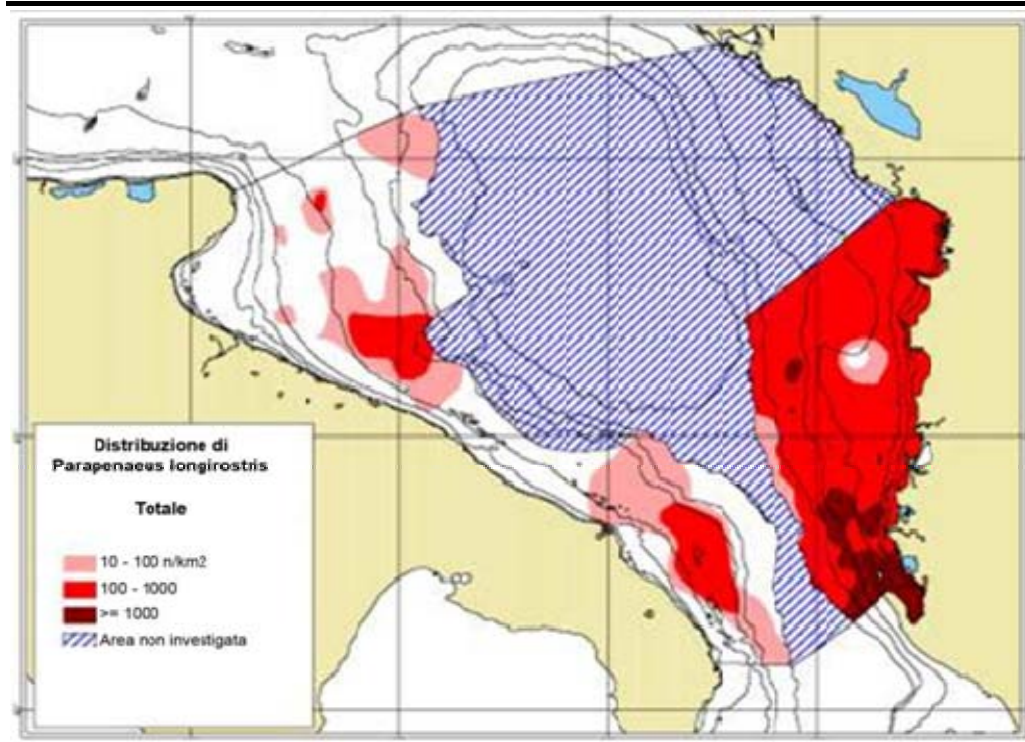 Distribuzione di
Parapenaeus longirostris
Totale
10 - 100 n/km2
100 - 1000
>= 1000
Area non investigata